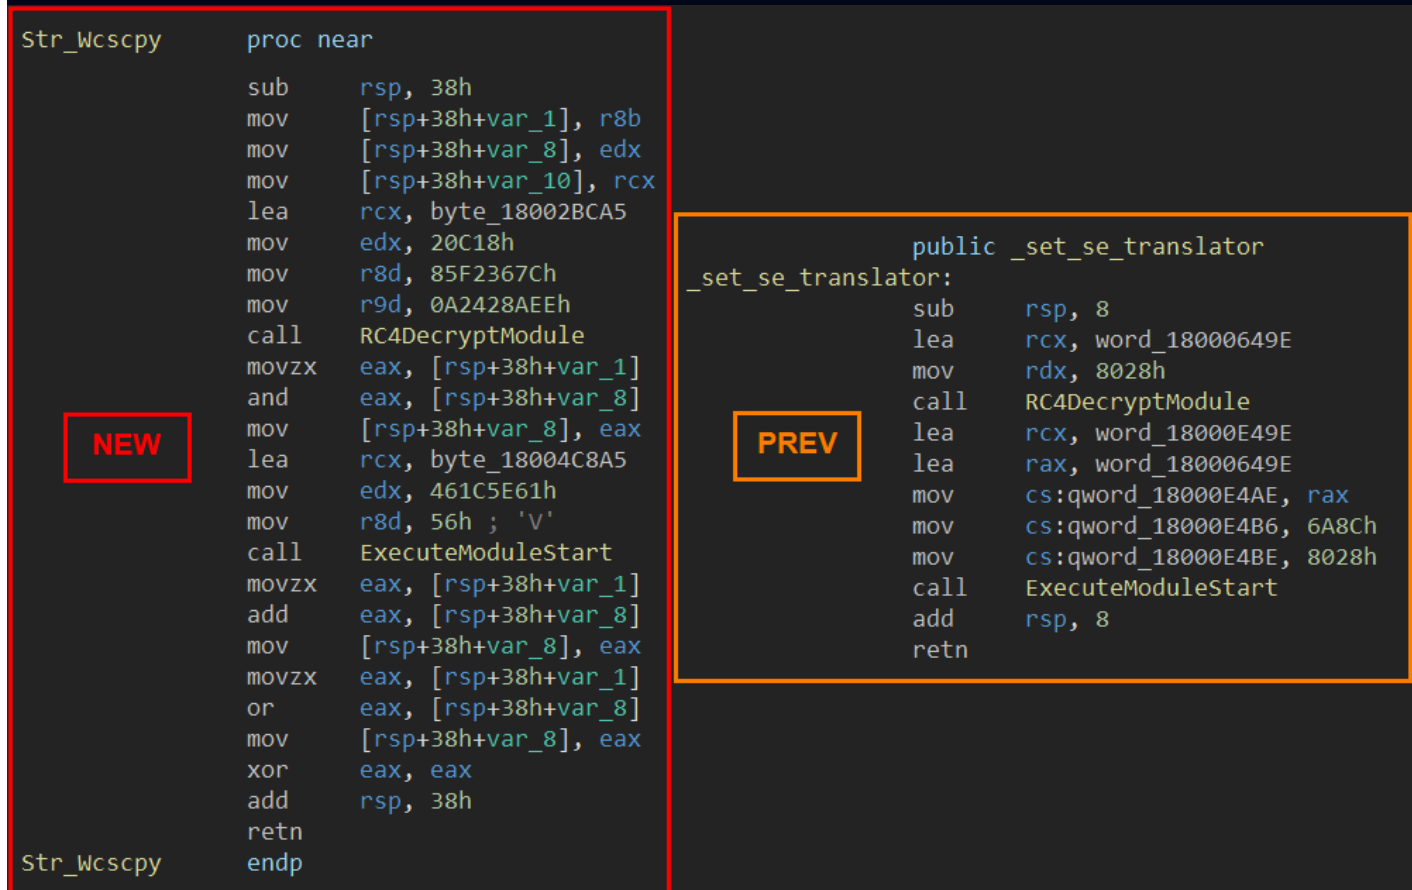 Str_Wcscpy proc near
sub rsp, 38h
mov [rsp+38h+var_1], r8b
mov [rsp+38h+var_8], edx
mov [rsp+38h+var_10], rcx
lea rcx, byte_18002BCA5
mov edx, 20C18h
mov r8d, 85F2367Ch
mov r9d, 0A2428AEEh
call RC4DecryptModule
movzx eax, [rsp+38h+var_1]
and eax, [rsp+38h+var_8]
mov [rsp+38h+var_8], eax
lea rcx, byte_18004C8A5
mov edx, 461C5E61h
mov r8d, 56h ; 'V'
call ExecuteModuleStart
movzx eax, [rsp+38h+var_1]
add eax, [rsp+38h+var_8]
mov [rsp+38h+var_8], eax
movzx eax, [rsp+38h+var_1]
or eax, [rsp+38h+var_8]
mov [rsp+38h+var_8], eax
xor eax, eax
add rsp, 38h
retn
Str_Wcscpy endp
NEW
public _set_se_translator
_set_se_translator:
sub rsp, 8
lea rcx, word_18000649E
mov rdx, 8028h
call RC4DecryptModule
lea rcx, word_18000E49E
lea rax, word_18000649E
mov cs:qword_18000E4AE, rax
mov cs:qword_18000E4B6, 6A8Ch
mov cs:qword_18000E4BE, 8028h
call ExecuteModuleStart
add rsp, 8
retn
PREV